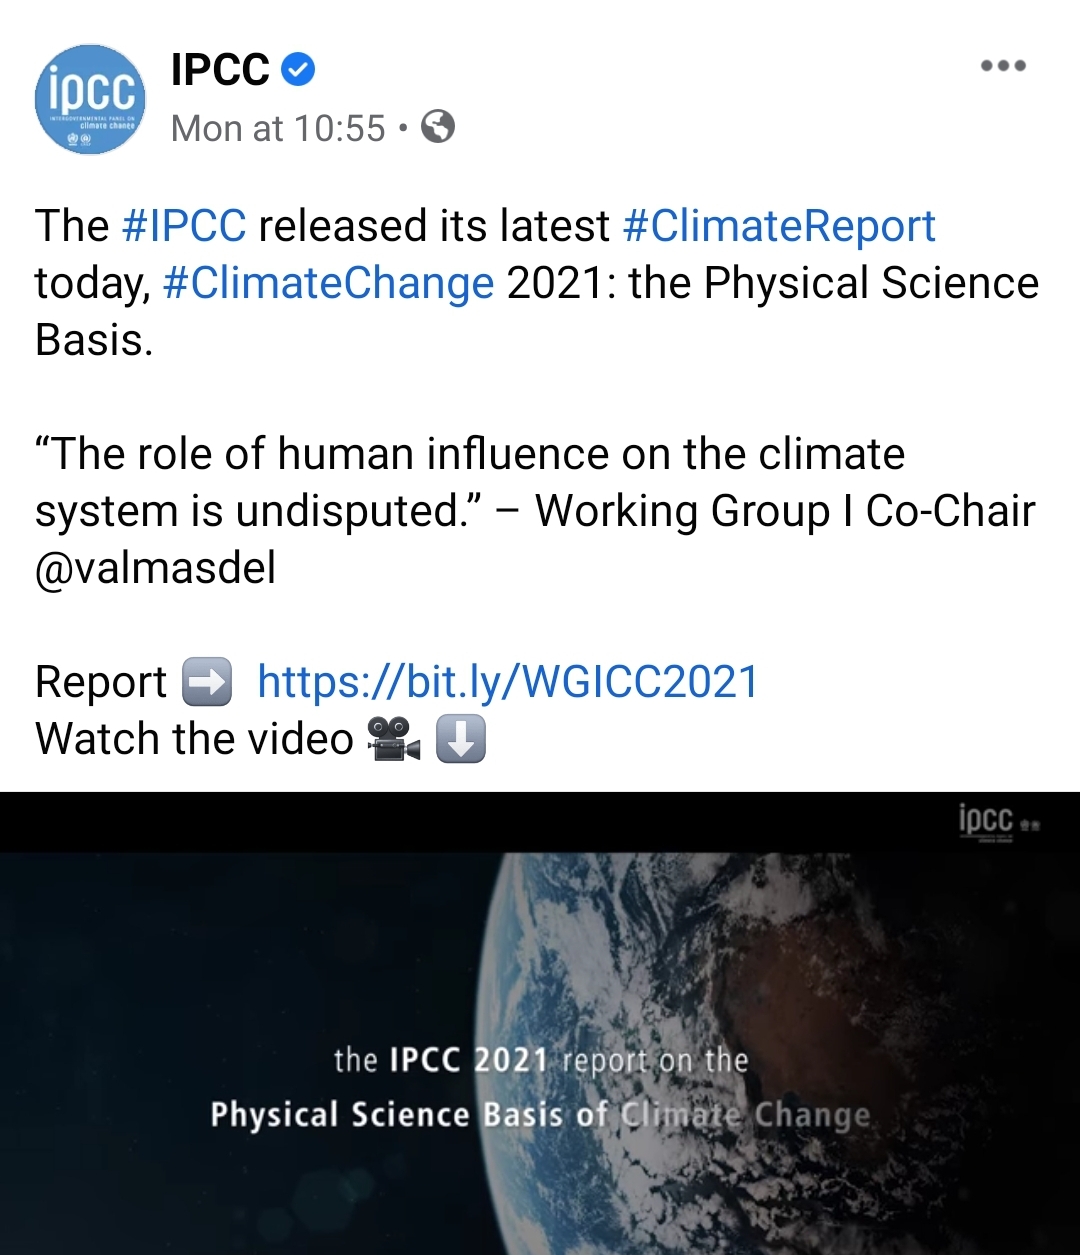 ipcc
INTERGOVERNMENTAL PANEL ON
climate change
IPCC
Mon at 10:55 •
The #IPCC released its latest #ClimateReport
today, #ClimateChange 2021: the Physical Science
Basis.
“The role of human influence on the climate
system is undisputed.” – Working Group I Co-Chair
@valmasdel
Report ➡️ https://bit.ly/WGICC2021
Watch the video 🎥 ⬇️
ipcc
the IPCC 2021 report on the
Physical Science Basis of Climate Change